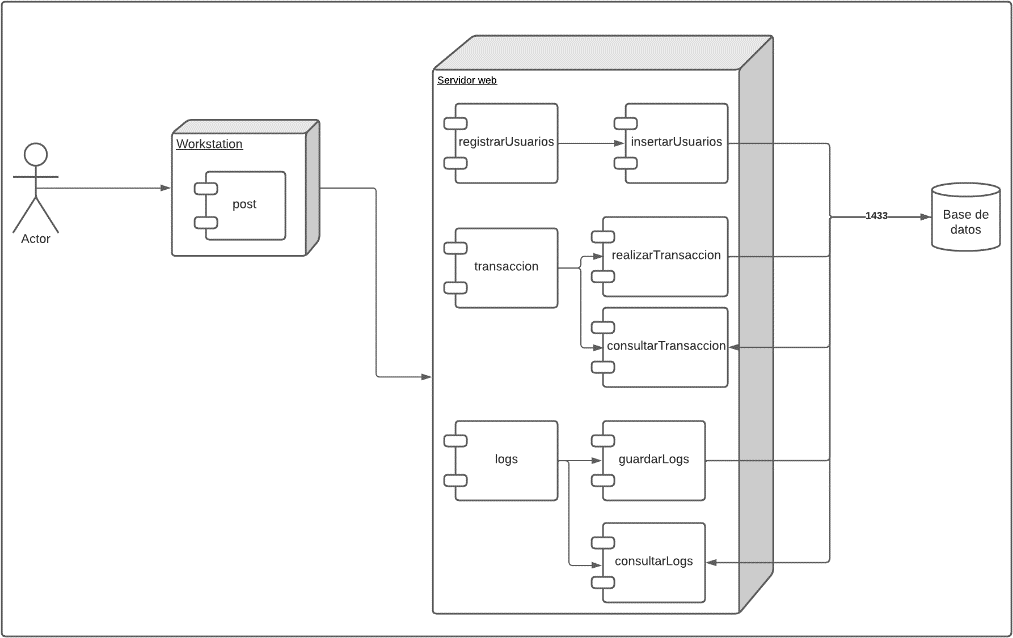 Servidor web
registrarUsuarios
insertarUsuarios
Workstation
post
Actor
transaccion
realizarTransaccion
consultarTransaccion
1433
Base de
datos
logs
guardarLogs
consultarLogs